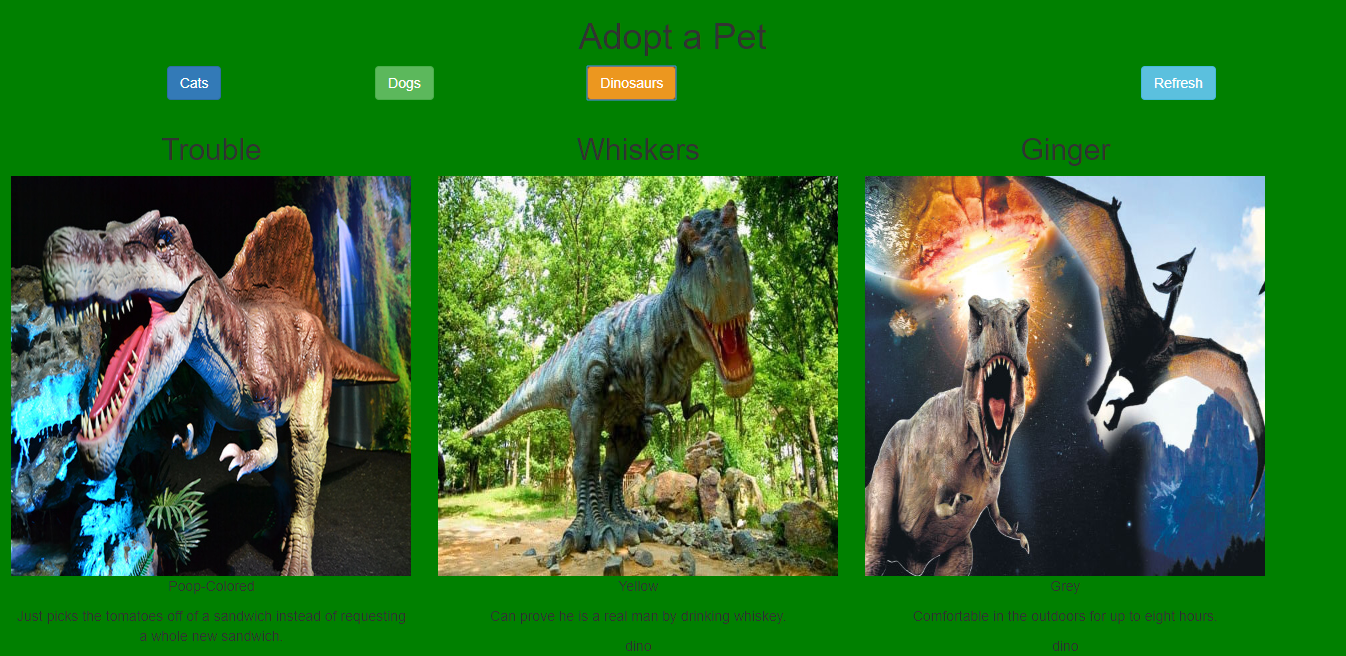 Adopt a Pet
Cats
Dogs
Dinosaurs
Refresh
Trouble
Whiskers
Ginger
Poop-Colored
Just picks the tomatoes off of a sandwich instead of requesting
a whole new sandwich.
Yellow
Can prove he is a real man by drinking whiskey.
dino
Grey
Comfortable in the outdoors for up to eight hours.
dino